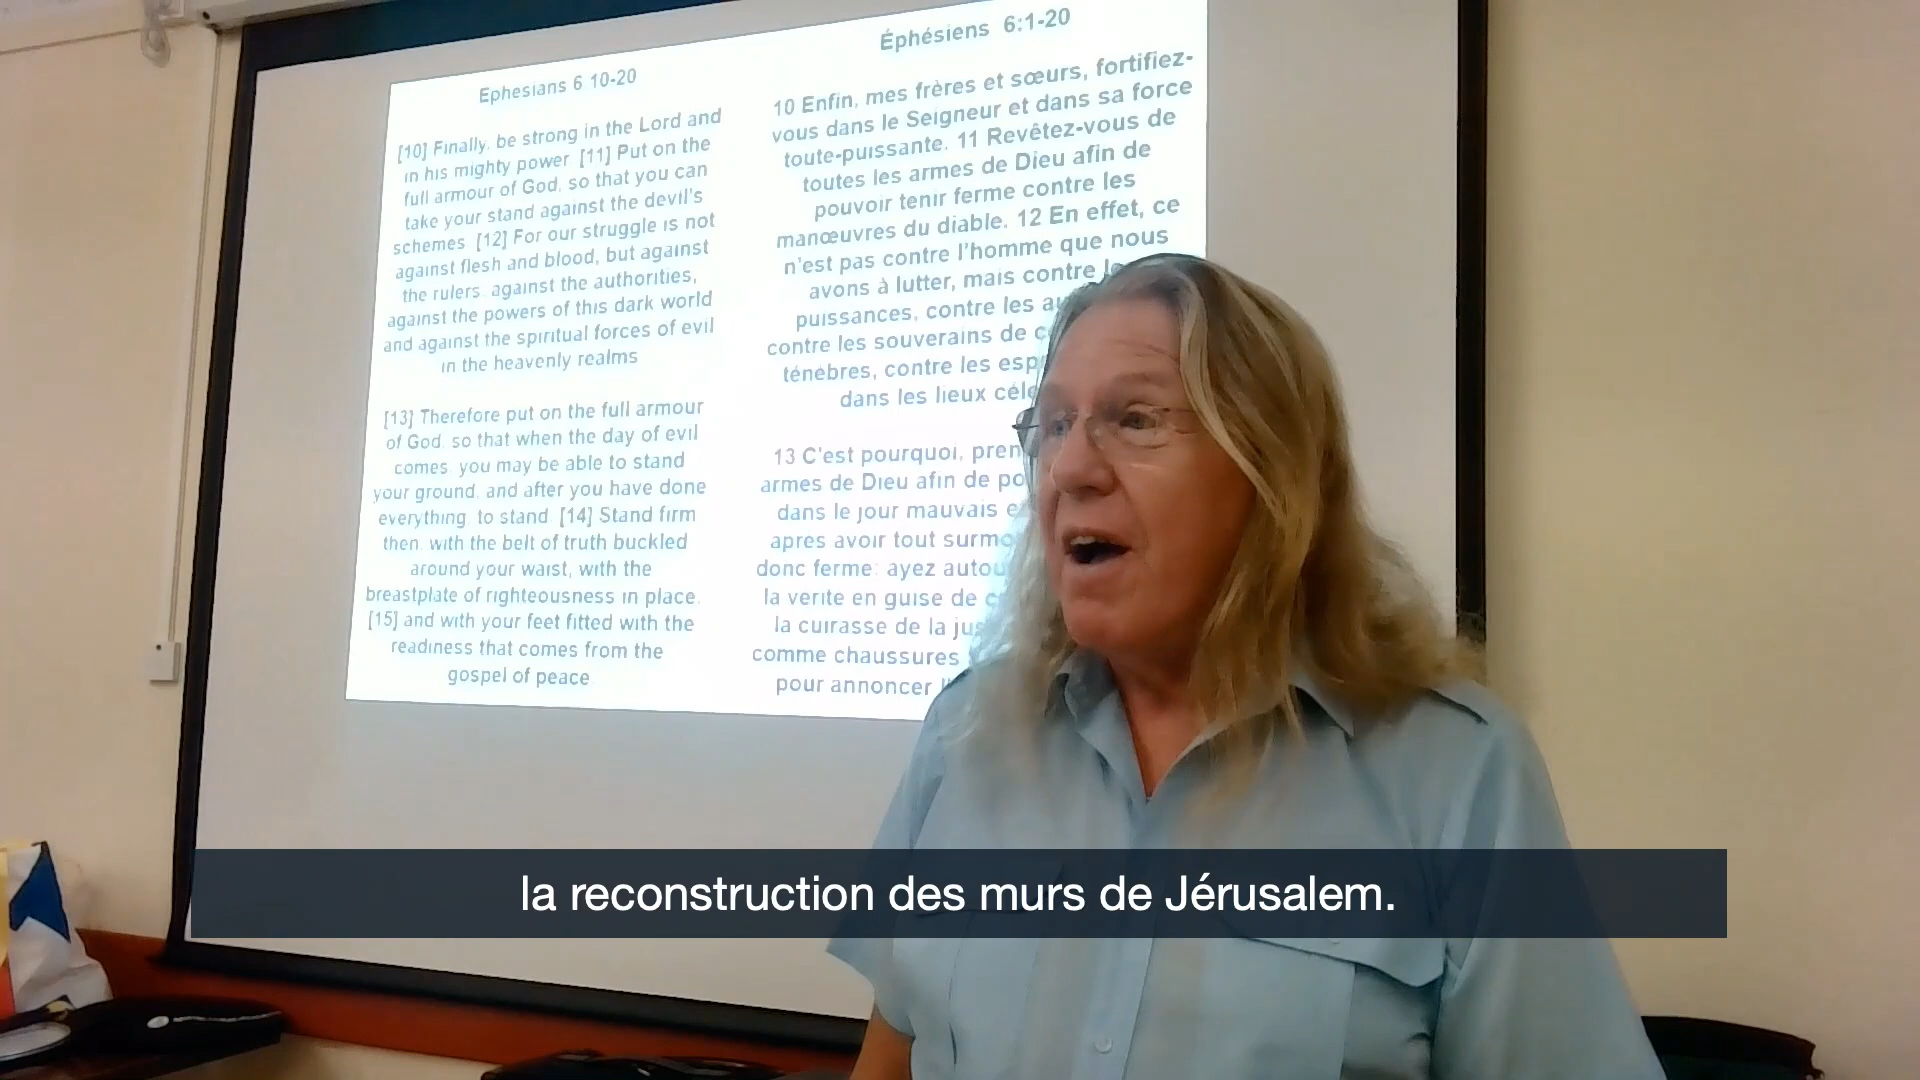 Ephesians 6 10-20
[10] Finally, be strong in the Lord and
in his mighty power [11] Put on the
full armour of God, so that you can
take your stand against the devil's
schemes [12] For our struggle is not
against flesh and blood, but against
the rulers, against the authorities,
against the powers of this dark world
and against the spiritual forces of evil
in the heavenly realms
[13] Therefore put on the full armour
of God, so that when the day of evil
comes, you may be able to stand
your ground, and after you have done
everything, to stand [14] Stand firm
then, with the belt of truth buckled
around your waist, with the
breastplate of righteousness in place,
[15] and with your feet fitted with the
readiness that comes from the
gospel of peace
Éphésiens 6:1-20
10 Enfin, mes frères et sœurs, fortifiez-
vous dans le Seigneur et dans sa force
toute-puissante. 11 Revêtez-vous de
toutes les armes de Dieu afin de
pouvoir tenir ferme contre les
manœuvres du diable. 12 En effet, ce
n'est pas contre l'homme que nous
avons à lutter, mais contre
puissances, contre les
contre les souverains de
ténèbres, contre les
dans les lieux
13 C'est pourquoi,
armes de Dieu afin de
dans le jour mauvais
après avoir tout
donc ferme: ayez
la vérité en guise de
la cuirasse de la
comme chaussures
pour annoncer
la reconstruction des murs de Jérusalem.